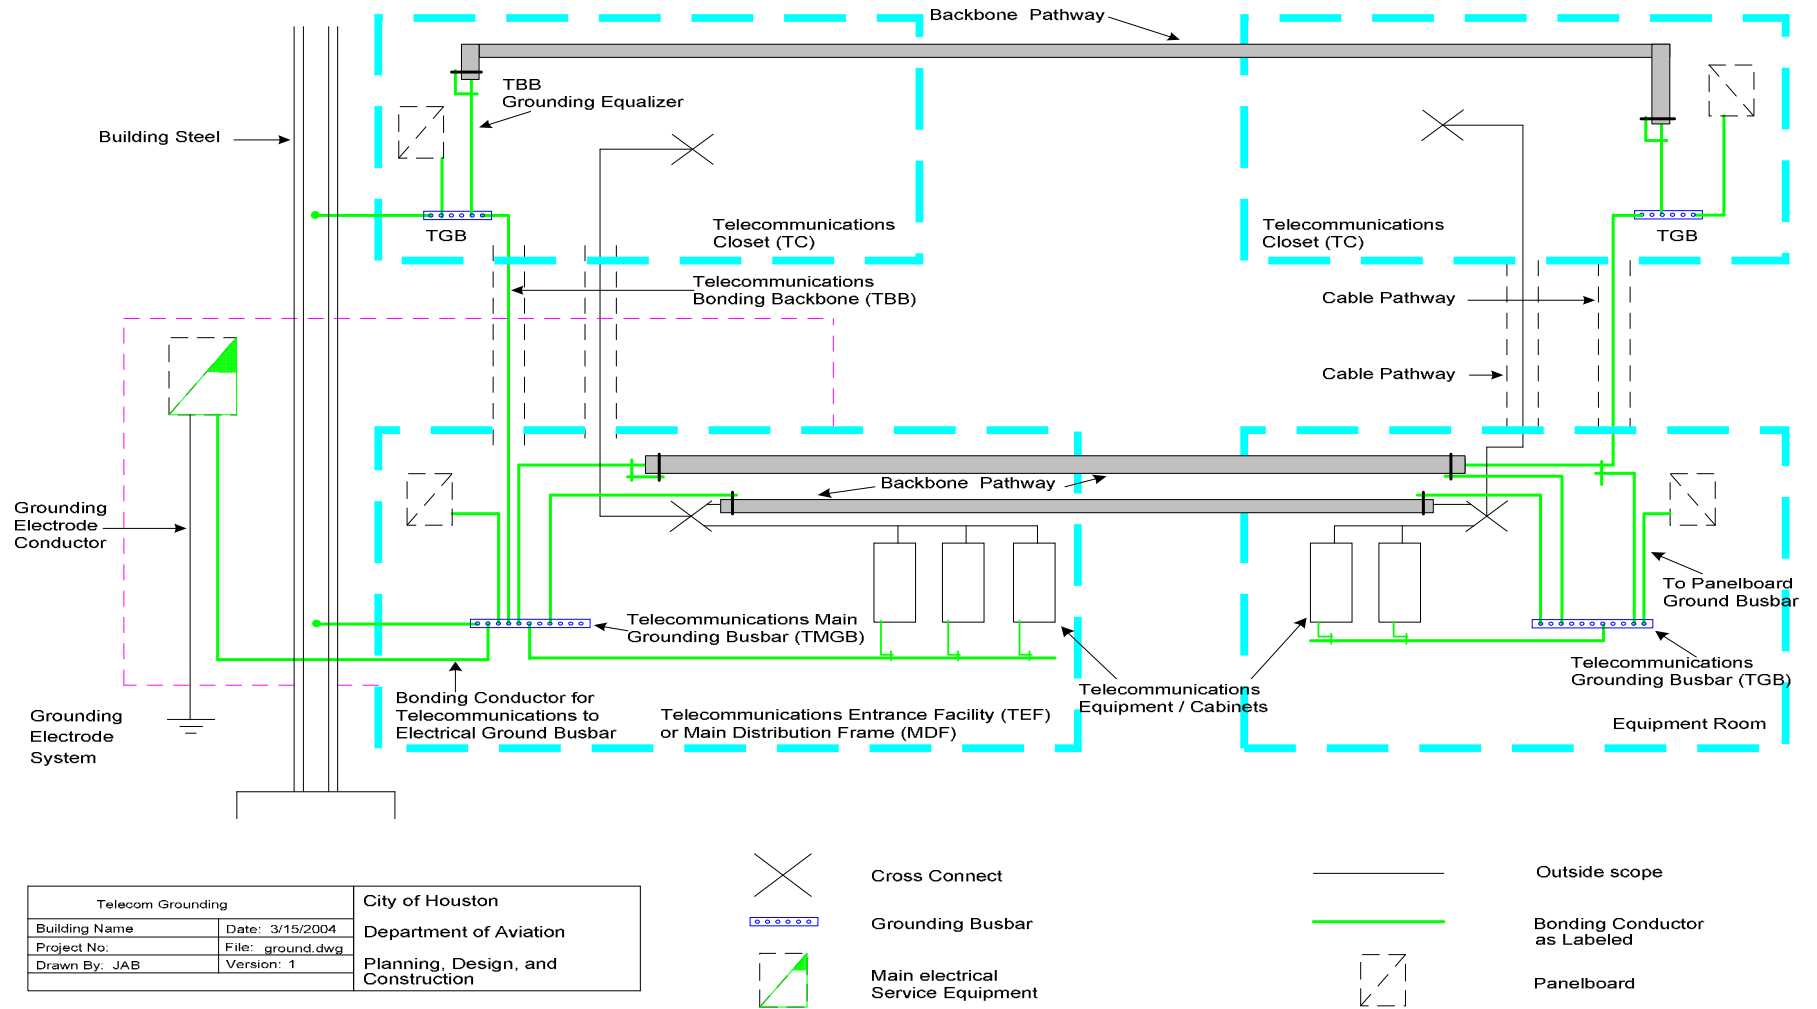 Backbone Pathway
TBB
Grounding Equalizer
Building Steel
TGB
Telecommunications
Closet (TC)
Telecommunications
Closet (TC)
TGB
Telecommunications
Bonding Backbone (TBB)
Cable Pathway
Cable Pathway
Backbone Pathway
Grounding
Electrode
Conductor
To Panelboard
Ground Busbar
Telecommunications Main
Grounding Busbar (TMGB)
Telecommunications
Grounding Busbar (TGB)
Bonding Conductor for
Telecommunications to
Electrical Ground Busbar
Telecommunications
Equipment / Cabinets
Telecommunications Entrance Facility (TEF)
or Main Distribution Frame (MDF)
Equipment Room
Grounding
Electrode
System
Cross Connect
Grounding Busbar
Main electrical
Service Equipment
Outside scope
Bonding Conductor
as Labeled
Panelboard
Telecom Grounding
Building Name
Date: 3/15/2004
Project No:
File: ground.dwg
Drawn By: JAB
Version: 1
City of Houston
Department of Aviation
Planning, Design, and
Construction